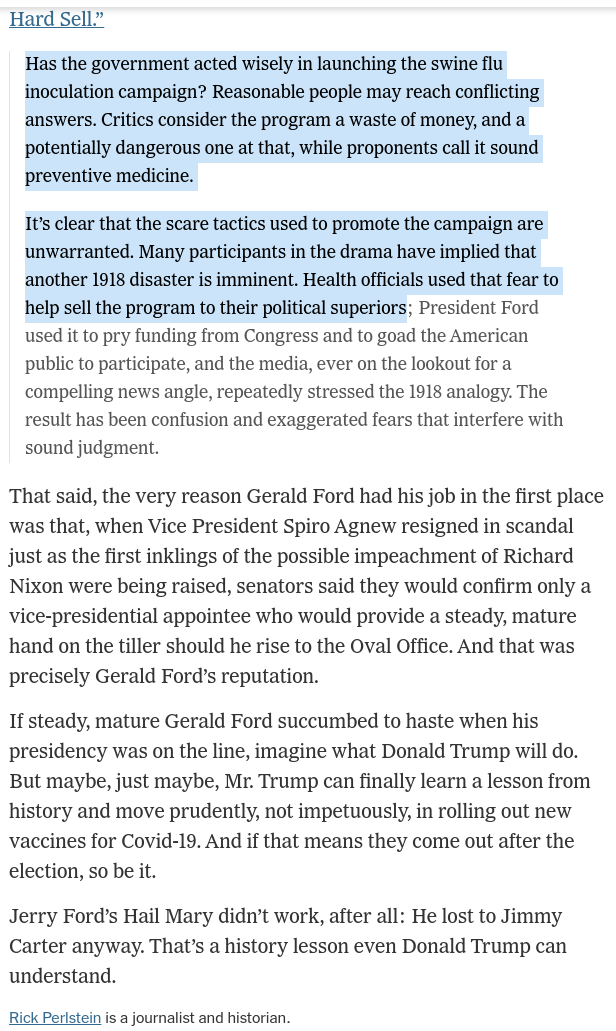 Hard Sell.”
Has the government acted wisely in launching the swine flu
inoculation campaign? Reasonable people may reach conflicting
answers. Critics consider the program a waste of money, and a
potentially dangerous one at that, while proponents call it sound
preventive medicine.
It’s clear that the scare tactics used to promote the campaign are
unwarranted. Many participants in the drama have implied that
another 1918 disaster is imminent. Health officials used that fear to
help sell the program to their political superiors; President Ford
used it to pry funding from Congress and to goad the American
public to participate, and the media, ever on the lookout for a
compelling news angle, repeatedly stressed the 1918 analogy. The
result has been confusion and exaggerated fears that interfere with
sound judgment.
That said, the very reason Gerald Ford had his job in the first place
was that, when Vice President Spiro Agnew resigned in scandal
just as the first inklings of the possible impeachment of Richard
Nixon were being raised, senators said they would confirm only a
vice-presidential appointee who would provide a steady, mature
hand on the tiller should he rise to the Oval Office. And that was
precisely Gerald Ford’s reputation.
If steady, mature Gerald Ford succumbed to haste when his
presidency was on the line, imagine what Donald Trump will do.
But maybe, just maybe, Mr. Trump can finally learn a lesson from
history and move prudently, not impetuously, in rolling out new
vaccines for Covid-19. And if that means they come out after the
election, so be it.
Jerry Ford’s Hail Mary didn’t work, after all: He lost to Jimmy
Carter anyway. That’s a history lesson even Donald Trump can
understand.
Rick Perlstein is a journalist and historian.